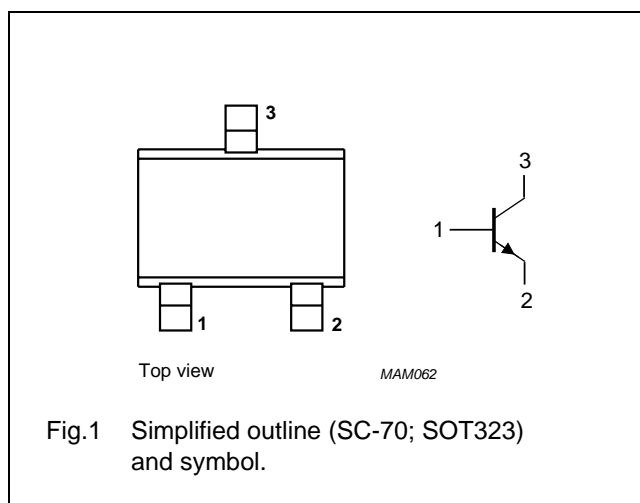 3
3
1
2
1
2
Top view
MAM062
Fig.1 Simplified outline (SC-70; SOT323)
and symbol.